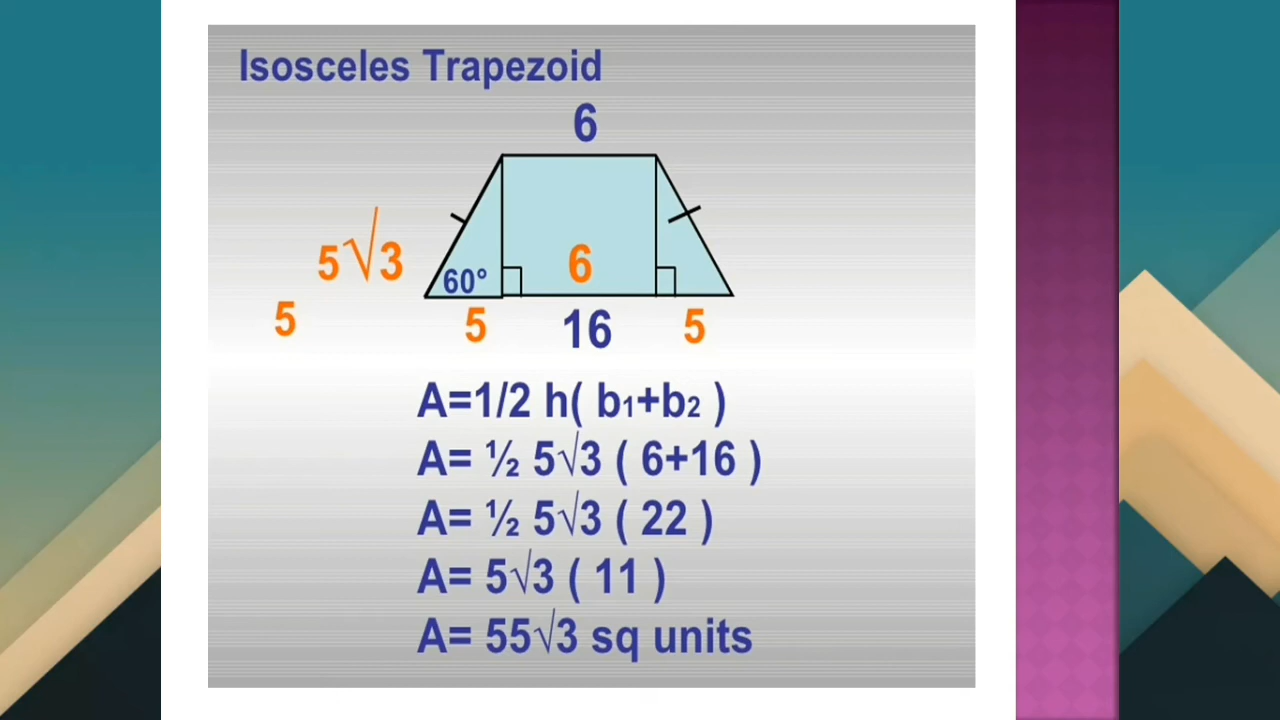 Isosceles Trapezoid
6
5√3
60°
6
5
5
16
5
A=1/2 h( b₁+b₂ )
A= ½ 5√3 ( 6+16 )
A= ½ 5√3 ( 22 )
A= 5√3 ( 11 )
A= 55√3 sq units